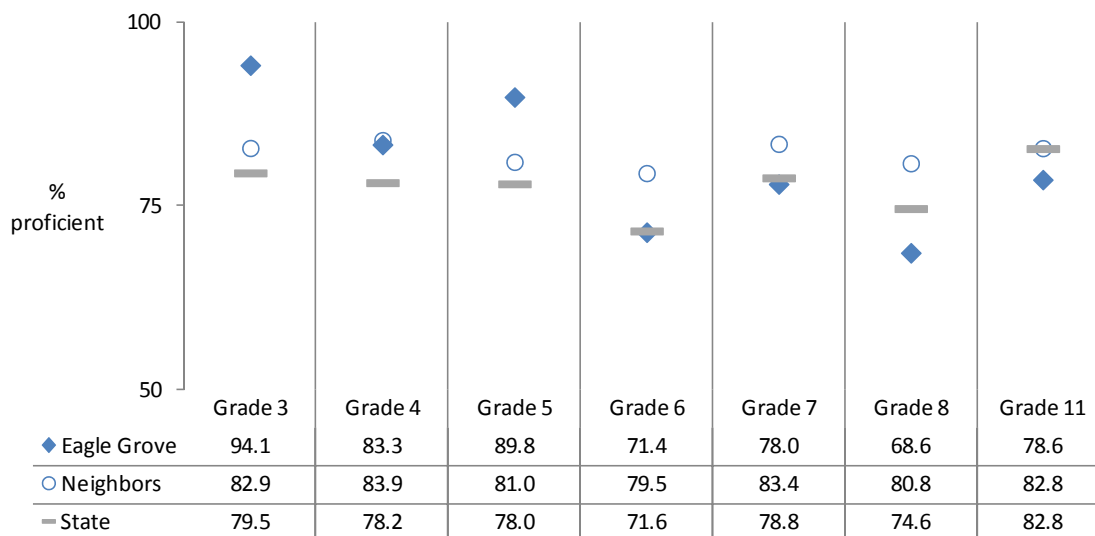 100
75
%
proficient
50
Grade 3 Grade 4 Grade 5 Grade 6 Grade 7 Grade 8 Grade 11
Eagle Grove 94.1 83.3 89.8 71.4 78.0 68.6 78.6
Neighbors 82.9 83.9 81.0 79.5 83.4 80.8 82.8
State 79.5 78.2 78.0 71.6 78.8 74.6 82.8